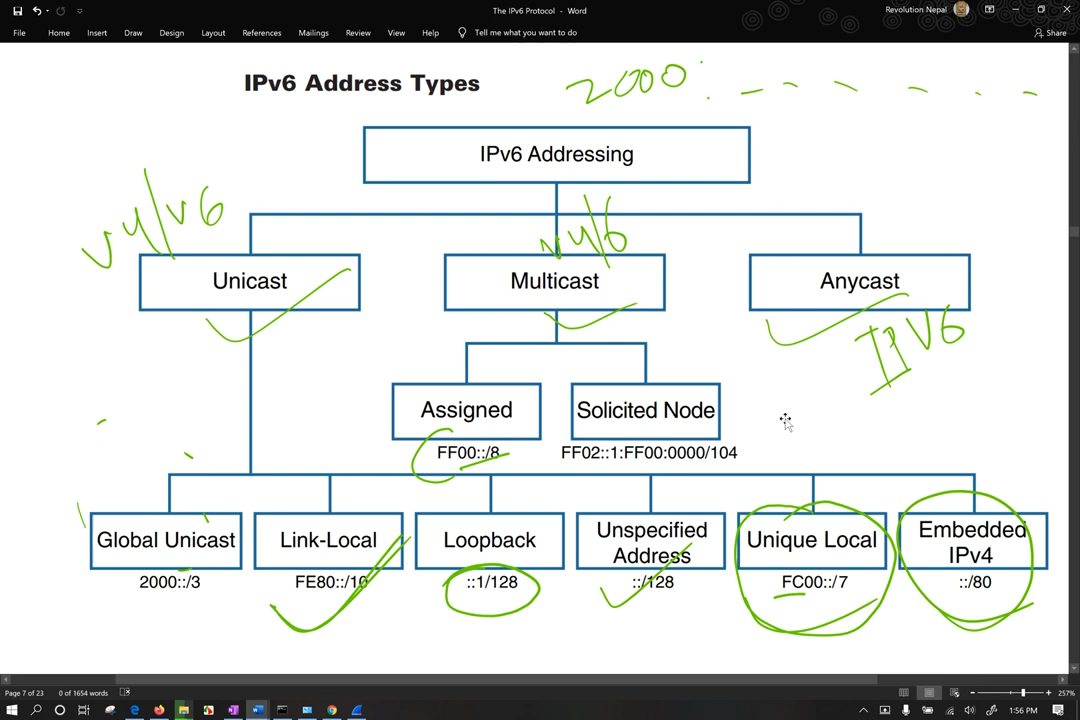 The IPv6 Protocol - Word
Revolution Nepal
File Home Insert Draw Design Layout References Mailings Review View Help Tell me what you want to do
Share
IPv6 Address Types
2000:
IPv6 Addressing
v4/v6
v4/6
Unicast Multicast Anycast
IPv6
Assigned Solicited Node
FF00::/8 FF02::1:FF00:0000/104
Global Unicast Link-Local Loopback Unspecified Address Unique Local Embedded IPv4
2000::/3 FE80::/10 ::1/128 ::/128 FC00::/7 ::/80
Page 7 of 23 0 of 1654 words
257%
1:56 PM